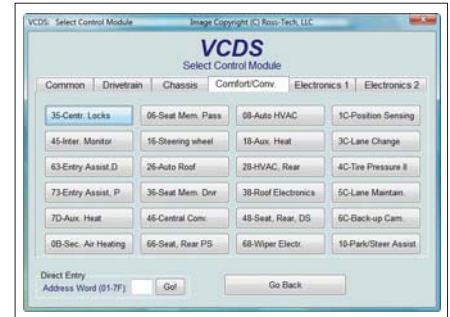 VCDS: Select Control Module Image Copyright (C) Ross-Tech, LLC
VCDS
Select Control Module
Common Drivetrain Chassis Comfort/Conv. Electronics 1 Electronics 2
35-Centr. Locks 06-Seat Mem. Pass 08-Auto HVAC 1C-Position Sensing
45-Inter. Monitor 16-Steering wheel 18-Aux. Heat 3C-Lane Change
63-Entry Assist,D 26-Auto Roof 28-HVAC, Rear 4C-Tire Pressure II
73-Entry Assist, P 36-Seat Mem. Drvr 38-Roof Electronics 5C-Lane Maintain.
7D-Aux. Heat 46-Central Conv. 48-Seat, Rear, DS 6C-Back-up Cam.
0B-Sec. Air Heating 66-Seat, Rear PS 68-Wiper Electr. 10-Park/Steer Assist
Direct Entry
Address Word (01-7F): Go! Go Back